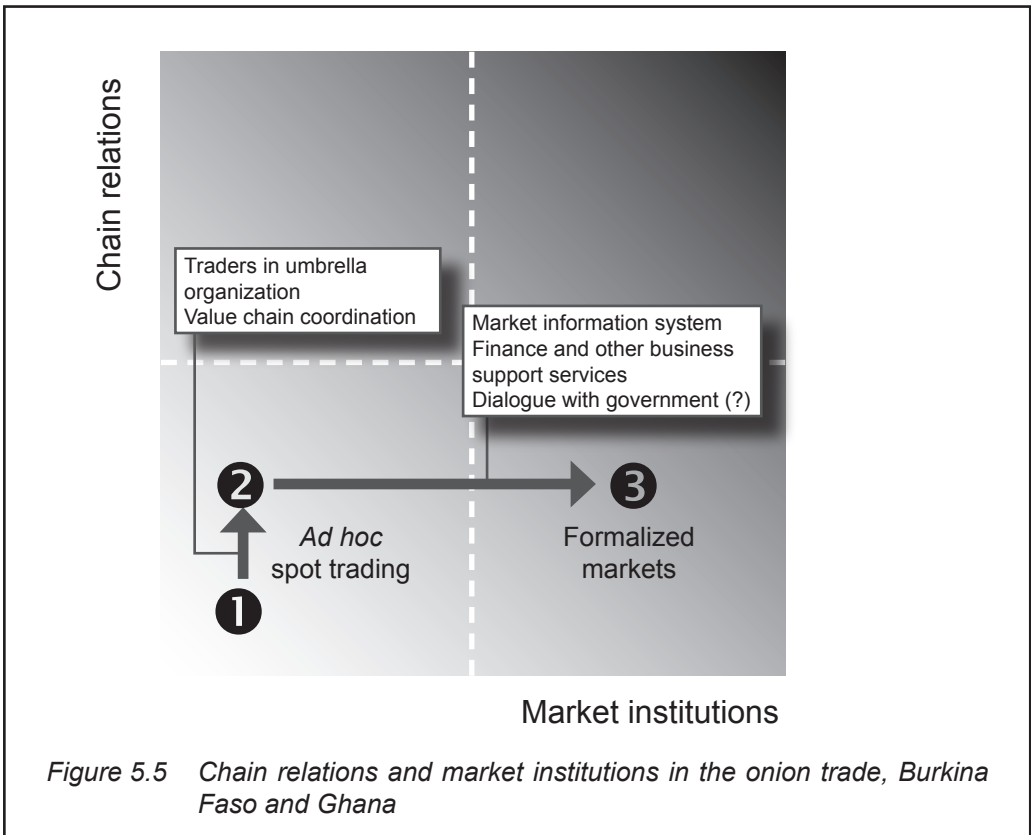 Chain relations
Traders in umbrella
organization
Value chain coordination
Market information system
Finance and other business
support services
Dialogue with government (?)
2
3
Ad hoc
spot trading
Formalized
markets
1
Market institutions
Figure 5.5 Chain relations and market institutions in the onion trade, Burkina
Faso and Ghana